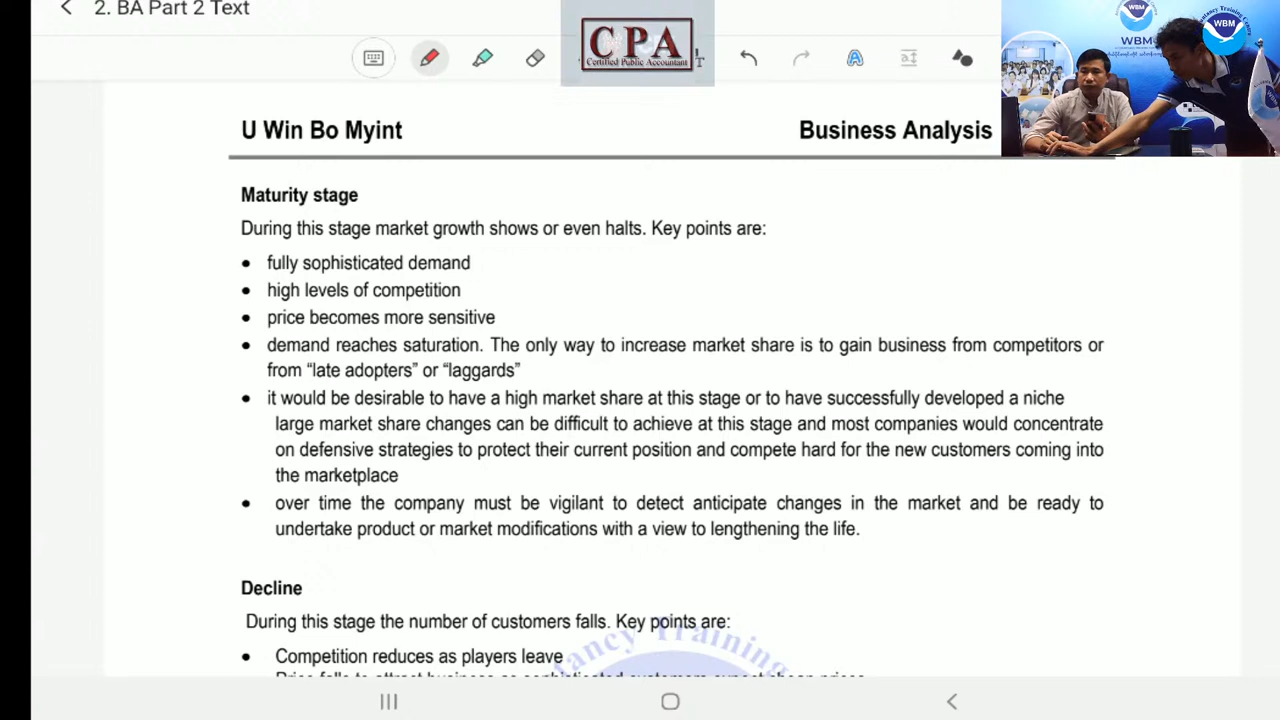 2. BA Part 2 Text
CPA
Certified Public Accountant
WBM
WBM
U Win Bo Myint
Business Analysis
Maturity stage
During this stage market growth shows or even halts. Key points are:
• fully sophisticated demand
• high levels of competition
• price becomes more sensitive
• demand reaches saturation. The only way to increase market share is to gain business from competitors or
from “late adopters” or “laggards”
• it would be desirable to have a high market share at this stage or to have successfully developed a niche
large market share changes can be difficult to achieve at this stage and most companies would concentrate
on defensive strategies to protect their current position and compete hard for the new customers coming into
the marketplace
• over time the company must be vigilant to detect anticipate changes in the market and be ready to
undertake product or market modifications with a view to lengthening the life.
Decline
During this stage the number of customers falls. Key points are:
• Competition reduces as players leave